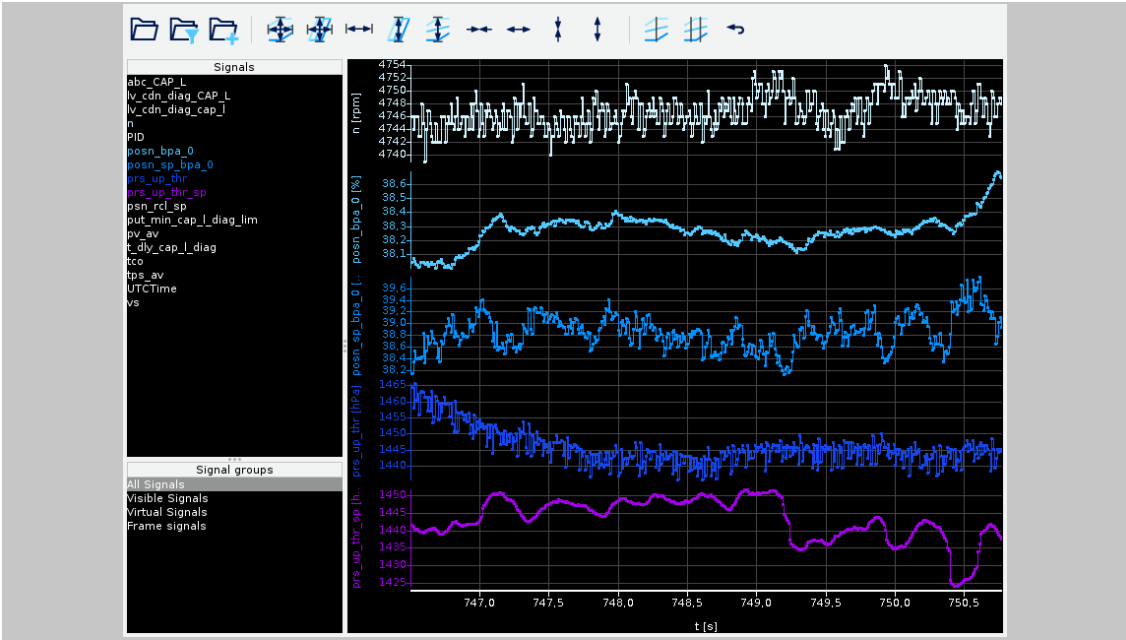 Signals
abc_CAP_L
lv_cdn_diag_CAP_L
lv_cdn_diag_cap_l
n
PID
posn_bpa_0
posn_sp_bpa_0
prs_up_thr
prs_up_thr_sp
psn_rcl_sp
put_min_cap_l_diag_lim
pv_av
t_dly_cap_l_diag
tco
tps_av
UTCTime
vs
Signal groups
All Signals
Visible Signals
Virtual Signals
Frame signals
n [rpm]
4754
4752
4750
4748
4746
4744
4742
4740
posn_bpa_0 [%]
38,6
38,5
38,4
38,3
38,2
38,1
posn_sp_bpa_0 [..
39,6
39,4
39,2
39,0
38,8
38,6
38,4
38,2
prs_up_thr [hPa]
1465
1460
1455
1450
1445
1440
prs_up_thr_sp [h..
1450
1445
1440
1435
1430
1425
747,0 747,5 748,0 748,5 749,0 749,5 750,0 750,5
t [s]